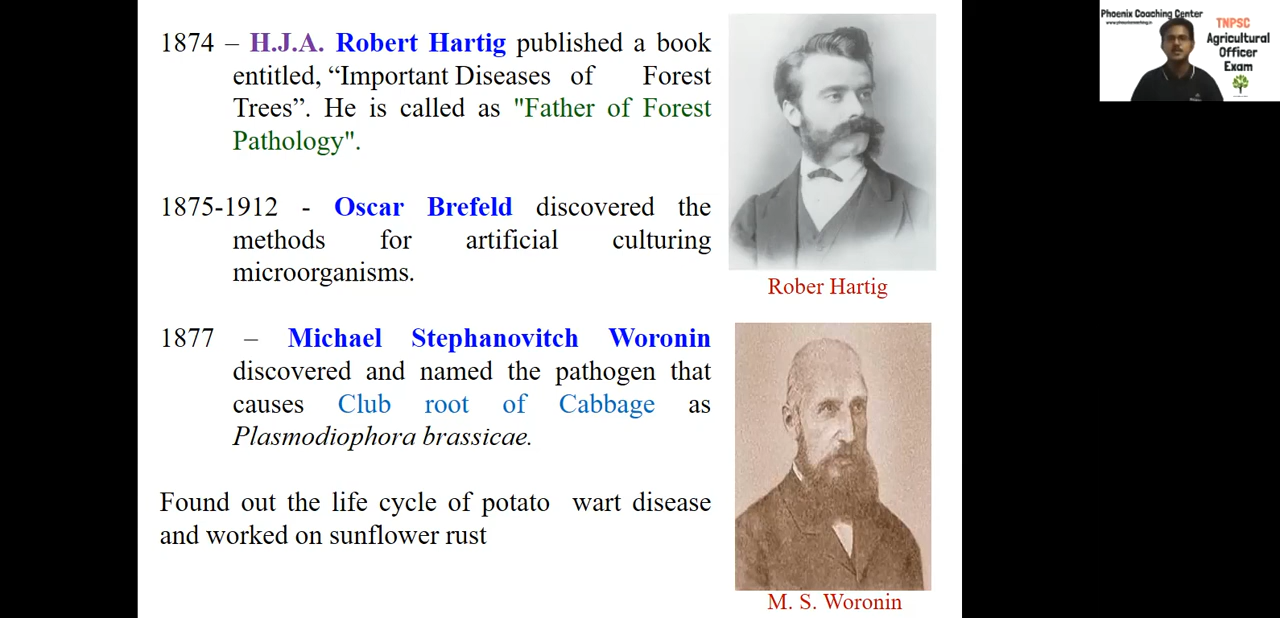 1874 – H.J.A. Robert Hartig published a book
entitled, “Important Diseases of Forest
Trees”. He is called as "Father of Forest
Pathology".
1875-1912 - Oscar Brefeld discovered the
methods for artificial culturing
microorganisms.
1877 – Michael Stephanovitch Woronin
discovered and named the pathogen that
causes Club root of Cabbage as
Plasmodiophora brassicae.
Found out the life cycle of potato wart disease
and worked on sunflower rust
Rober Hartig
M. S. Woronin
Phoenix Coaching Center
TNPSC
Agricultural
Officer
Exam